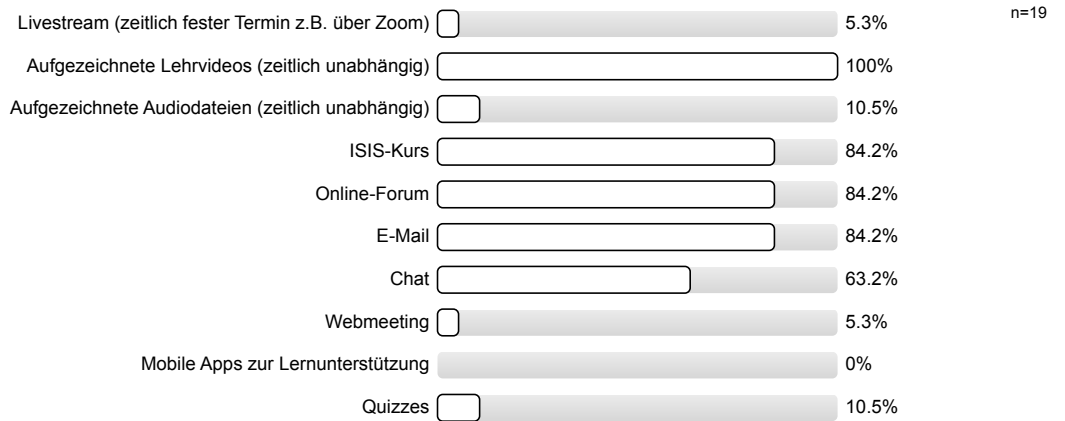 Livestream (zeitlich fester Termin z.B. über Zoom) 5.3% n=19
Aufgezeichnete Lehrvideos (zeitlich unabhängig) 100%
Aufgezeichnete Audiodateien (zeitlich unabhängig) 10.5%
ISIS-Kurs 84.2%
Online-Forum 84.2%
E-Mail 84.2%
Chat 63.2%
Webmeeting 5.3%
Mobile Apps zur Lernunterstützung 0%
Quizzes 10.5%